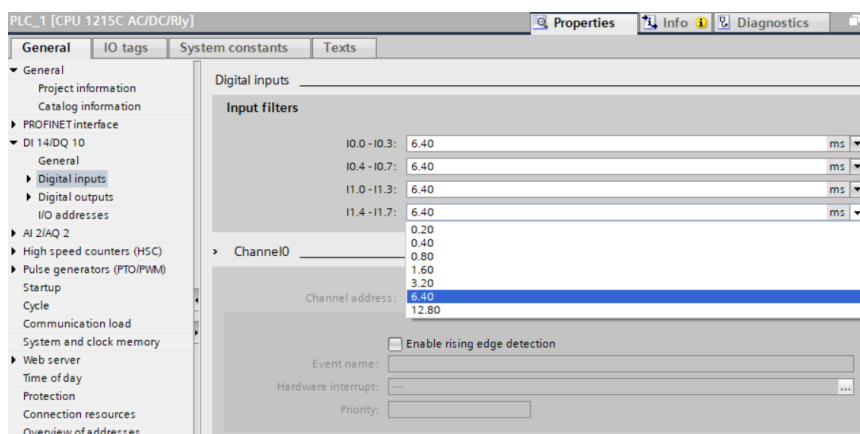 PLC_1 [CPU 1215C AC/DC/Rly]
Properties
Info
Diagnostics
General
IO tags
System constants
Texts
General
Project information
Catalog information
PROFINET interface
DI 14/DQ 10
General
Digital inputs
Digital outputs
I/O addresses
AI 2/AQ 2
High speed counters (HSC)
Pulse generators (PTO/PWM)
Startup
Cycle
Communication load
System and clock memory
Web server
Time of day
Protection
Connection resources
Overview of addresses
Digital inputs
Input filters
I0.0 - I0.3: 6.40 ms
I0.4 - I0.7: 6.40 ms
I1.0 - I1.3: 6.40 ms
I1.4 - I1.7: 6.40 ms
0.20
0.40
0.80
1.60
3.20
6.40
12.80
Channel0
Channel address:
Enable rising edge detection
Event name:
Hardware interrupt: ---
...
Priority: